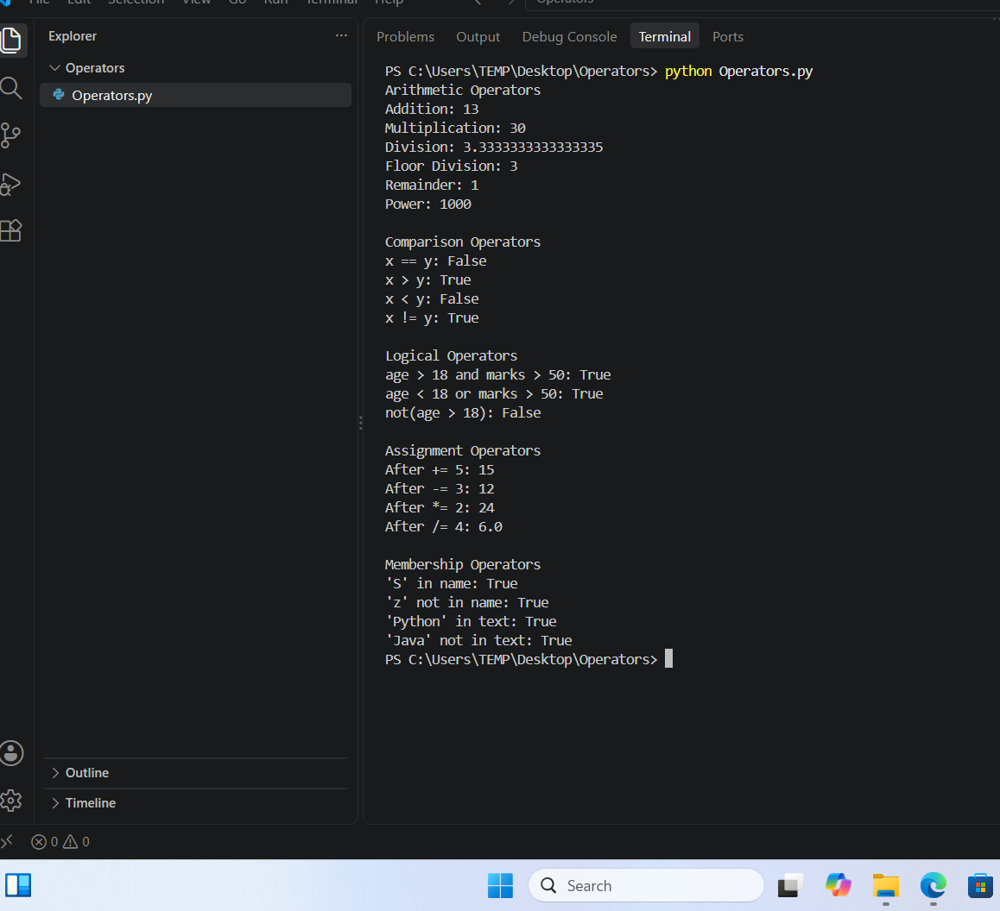 File Edit Selection View Go Run Terminal Help
Operators
Explorer
Operators
Operators.py
Outline
Timeline
Problems Output Debug Console Terminal Ports
PS C:\Users\TEMP\Desktop\Operators> python Operators.py
Arithmetic Operators
Addition: 13
Multiplication: 30
Division: 3.3333333333333335
Floor Division: 3
Remainder: 1
Power: 1000
Comparison Operators
x == y: False
x > y: True
x < y: False
x != y: True
Logical Operators
age > 18 and marks > 50: True
age < 18 or marks > 50: True
not(age > 18): False
Assignment Operators
After += 5: 15
After -= 3: 12
After *= 2: 24
After /= 4: 6.0
Membership Operators
'S' in name: True
'z' not in name: True
'Python' in text: True
'Java' not in text: True
PS C:\Users\TEMP\Desktop\Operators>
0 0
Search